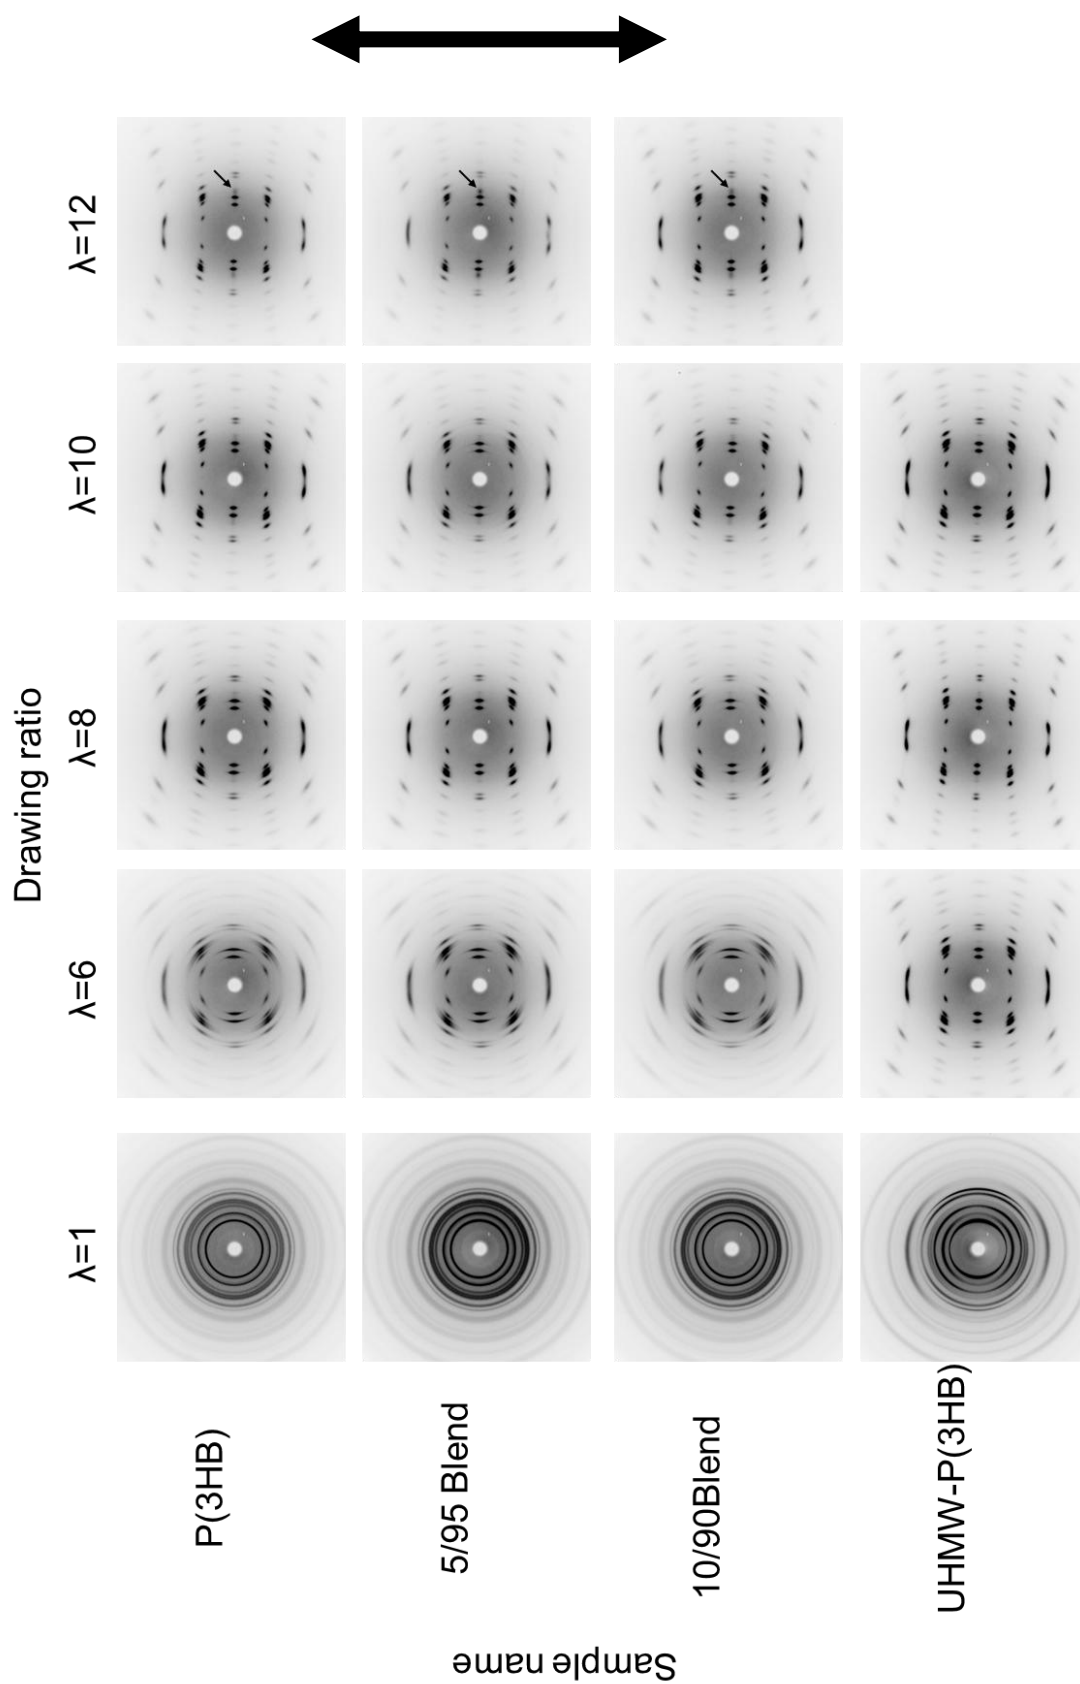 Drawing ratio
λ=1
λ=6
λ=8
λ=10
λ=12
Sample name
P(3HB)
5/95 Blend
10/90Blend
UHMW-P(3HB)